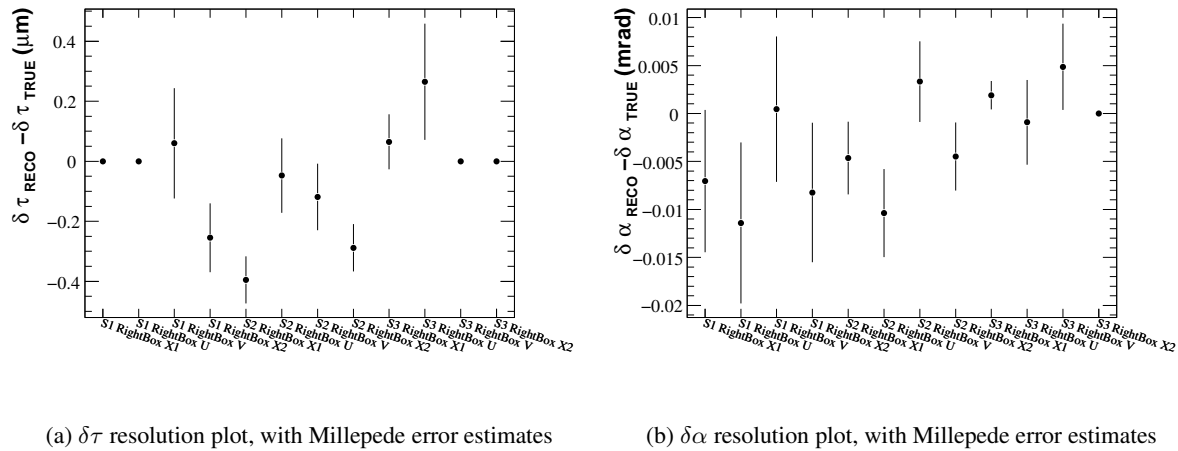 δ τ RECO −δ τ TRUE (μm)
0.4
0.2
0
−0.2
−0.4
S1 RightBox X1
S1 RightBox U
S1 RightBox V
S1 RightBox X2
S2 RightBox X1
S2 RightBox U
S2 RightBox V
S2 RightBox X2
S3 RightBox X1
S3 RightBox U
S3 RightBox V
S3 RightBox X2
(a) δτ resolution plot, with Millepede error estimates
δ α RECO −δ α TRUE (mrad)
0.01
0.005
0
−0.005
−0.01
−0.015
−0.02
S1 RightBox X1
S1 RightBox U
S1 RightBox V
S1 RightBox X2
S2 RightBox X1
S2 RightBox U
S2 RightBox V
S2 RightBox X2
S3 RightBox X1
S3 RightBox U
S3 RightBox V
S3 RightBox X2
(b) δα resolution plot, with Millepede error estimates